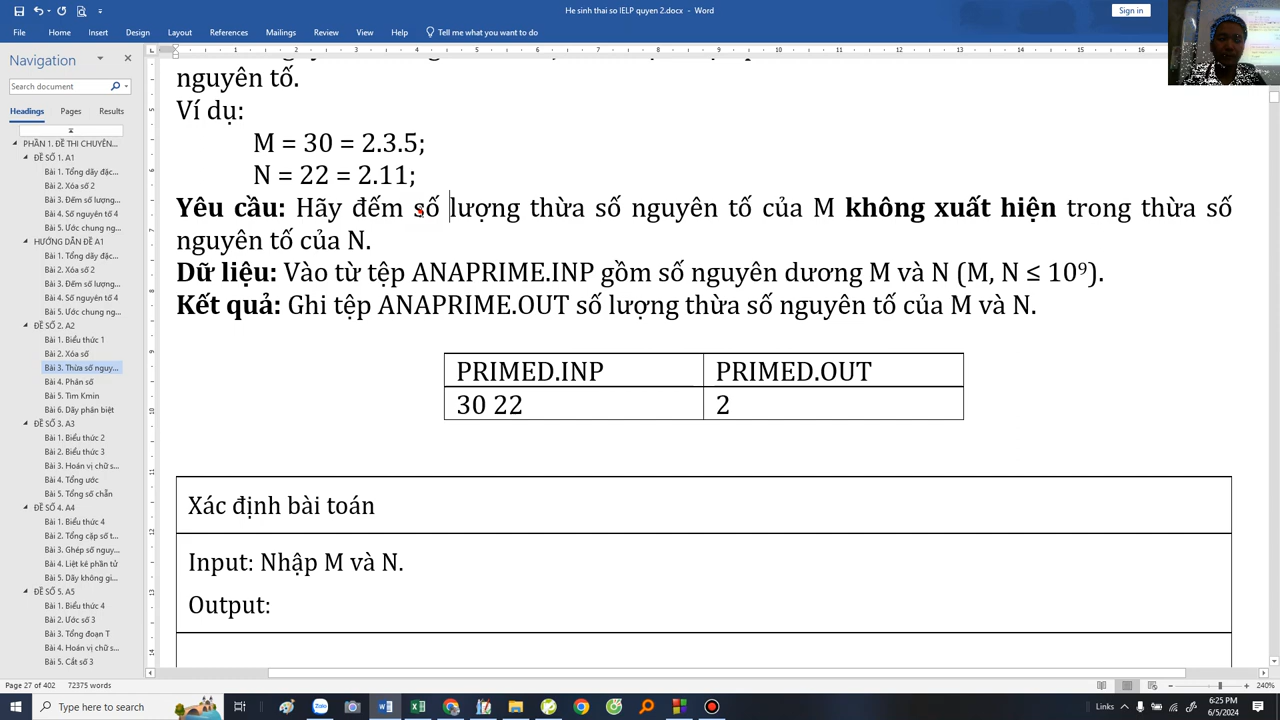 He sinh thai so IELP quyen 2.docx - Word
Sign in
File Home Insert Design Layout References Mailings Review View Tell me what you want to do
Navigation
Search document
Headings Pages Results
PHẦN 1. ĐỀ THI CHUYÊN...
ĐỀ SỐ 1. A1
Bài 1. Tổng dãy đặc...
Bài 2. Xóa số 2
Bài 3. Đếm số lượng...
Bài 4. Số nguyên tố 4
Bài 5. Ước chung ng...
HƯỚNG DẪN ĐỀ A1
Bài 1. Tổng dãy đặc...
Bài 2. Xóa số 2
Bài 3. Đếm số lượng...
Bài 4. Số nguyên tố 4
Bài 5. Ước chung ng...
ĐỀ SỐ 2. A2
Bài 1. Biểu thức 1
Bài 2. Xóa số
Bài 3. Thừa số nguy...
Bài 4. Phân số
Bài 5. Tìm Kmin
Bài 6. Dãy phân biệt
ĐỀ SỐ 3. A3
Bài 1. Biểu thức 2
Bài 2. Biểu thức 3
Bài 3. Hoán vị chữ s...
Bài 4. Tổng ước
Bài 5. Tổng số chẵn
ĐỀ SỐ 4. A4
Bài 1. Biểu thức 4
Bài 2. Tổng cặp số t...
Bài 3. Ghép số nguy...
Bài 4. Liệt kê phần tử
Bài 5. Dãy không gi...
ĐỀ SỐ 5. A5
Bài 1. Biểu thức 4
Bài 2. Ước số 3
Bài 3. Tổng đoạn T
Bài 4. Tổng chữ s...
Bài 5. Cắt số 3
nguyên tố.
Ví dụ:
M = 30 = 2.3.5;
N = 22 = 2.11;
Yêu cầu: Hãy đếm số lượng thừa số nguyên tố của M không xuất hiện trong thừa số
nguyên tố của N.
Dữ liệu: Vào từ tệp ANAPRIME.INP gồm số nguyên dương M và N (M, N ≤ 10⁹).
Kết quả: Ghi tệp ANAPRIME.OUT số lượng thừa số nguyên tố của M và N.
PRIMED.INP PRIMED.OUT
30 22 2
Xác định bài toán
Input: Nhập M và N.
Output:
Page 27 of 402 72375 words
240%
Type here to search
6:25 PM
6/5/2024